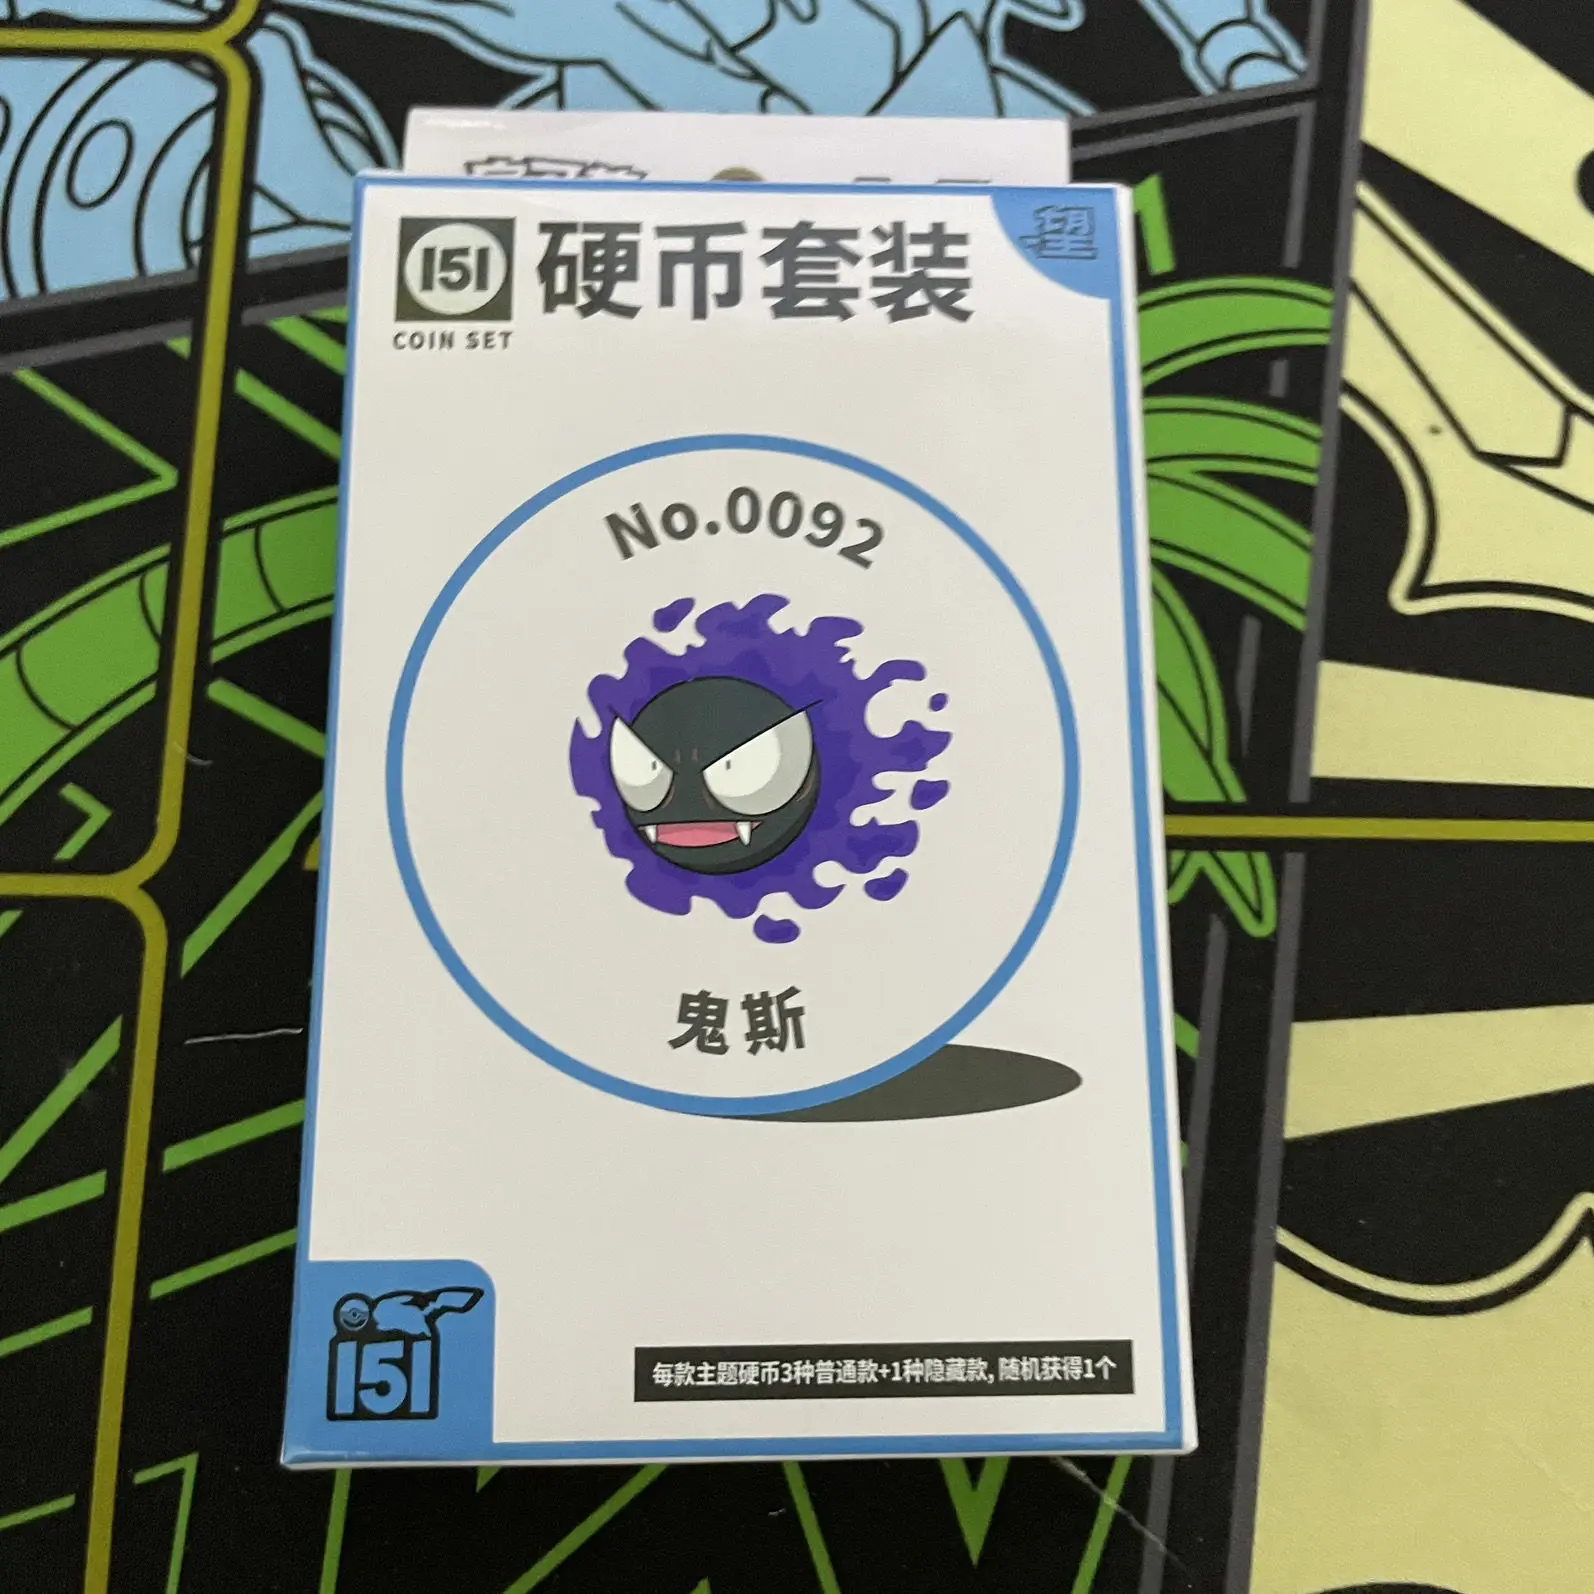 151
硬币套装
COIN SET
No.0092
鬼斯
151
每款主题硬币3种普通款+1种隐藏款, 随机获得1个